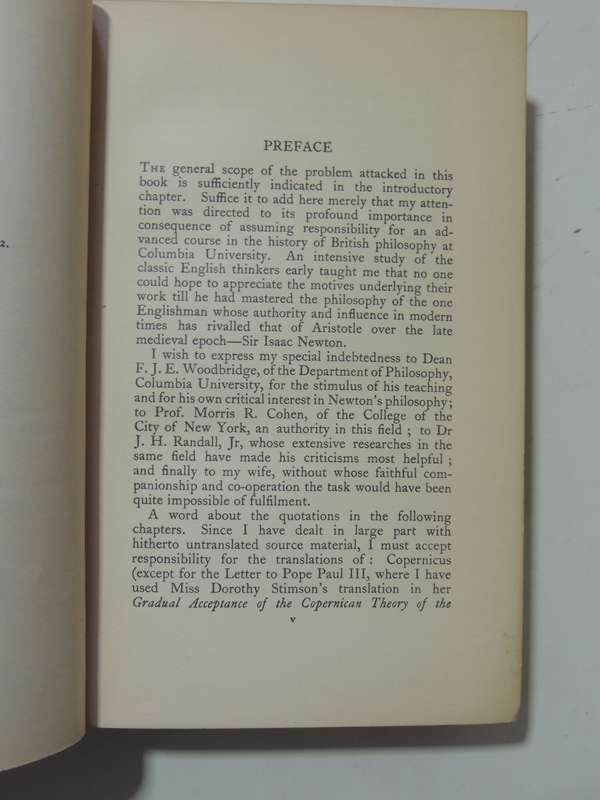 2.
PREFACE
THE general scope of the problem attacked in this
book is sufficiently indicated in the introductory
chapter. Suffice it to add here merely that my atten-
tion was directed to its profound importance in
consequence of assuming responsibility for an ad-
vanced course in the history of British philosophy at
Columbia University. An intensive study of the
classic English thinkers early taught me that no one
could hope to appreciate the motives underlying their
work till he had mastered the philosophy of the one
Englishman whose authority and influence in modern
times has rivalled that of Aristotle over the late
medieval epoch—Sir Isaac Newton.
I wish to express my special indebtedness to Dean
F. J. E. Woodbridge, of the Department of Philosophy,
Columbia University, for the stimulus of his teaching
and for his own critical interest in Newton's philosophy;
to Prof. Morris R. Cohen, of the College of the
City of New York, an authority in this field ; to Dr
J. H. Randall, Jr, whose extensive researches in the
same field have made his criticisms most helpful ;
and finally to my wife, without whose faithful com-
panionship and co-operation the task would have been
quite impossible of fulfilment.
A word about the quotations in the following
chapters. Since I have dealt in large part with
hitherto untranslated source material, I must accept
responsibility for the translations of : Copernicus
(except for the Letter to Pope Paul III, where I have
used Miss Dorothy Stimson's translation in her
Gradual Acceptance of the Copernican Theory of the
v